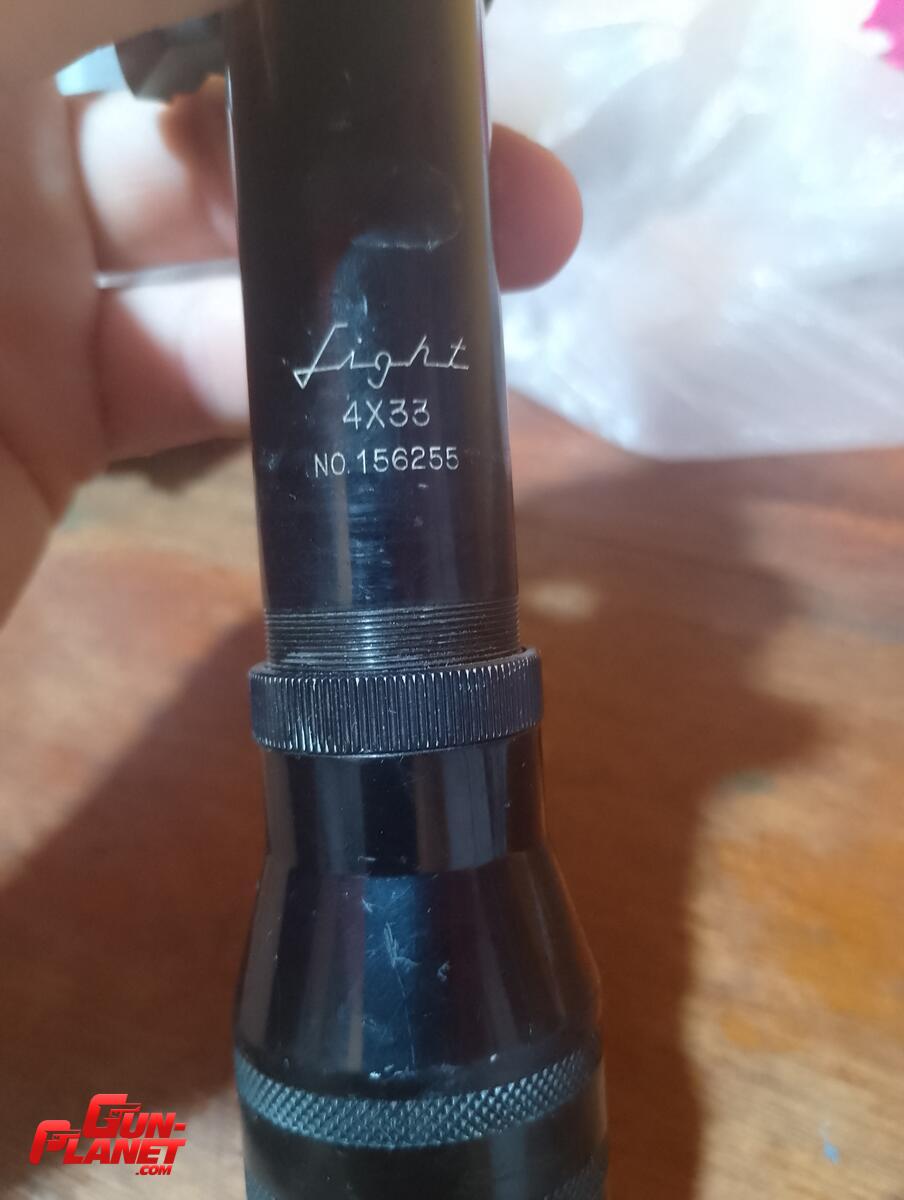 Light
4X33
NO. 156255
GUN-
PLANET
.COM